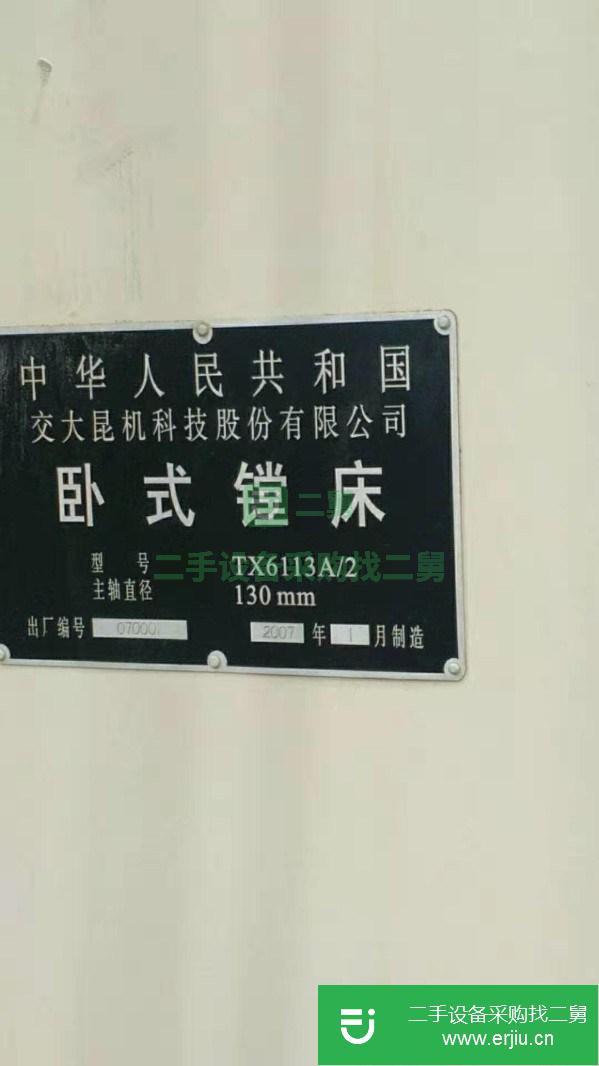 中华人民共和国
交大昆机科技股份有限公司
卧式镗床
二舅
型 号 TX6113A/2
二手设备采购找二舅
主轴直径 130 mm
出厂编号 07000 2007 年 1 月制造
二手设备采购找二舅
www.erjiu.cn